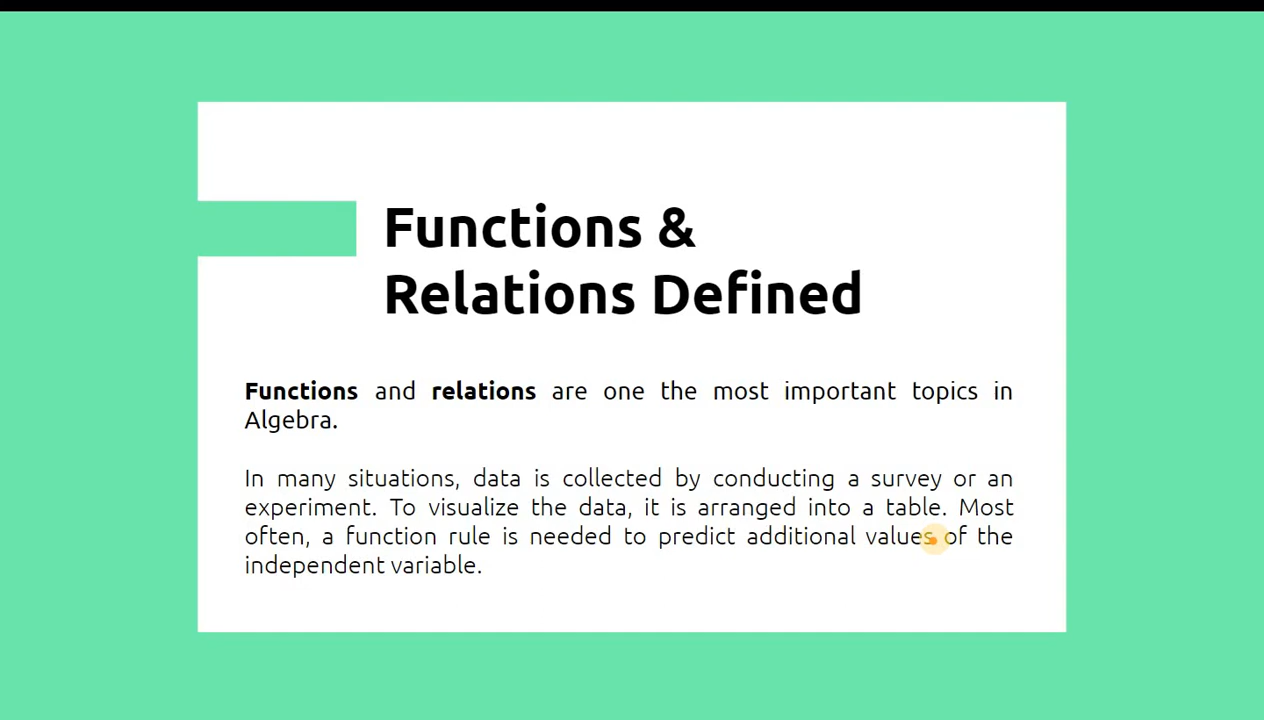 Functions &
Relations Defined
Functions and relations are one the most important topics in
Algebra.
In many situations, data is collected by conducting a survey or an
experiment. To visualize the data, it is arranged into a table. Most
often, a function rule is needed to predict additional values of the
independent variable.